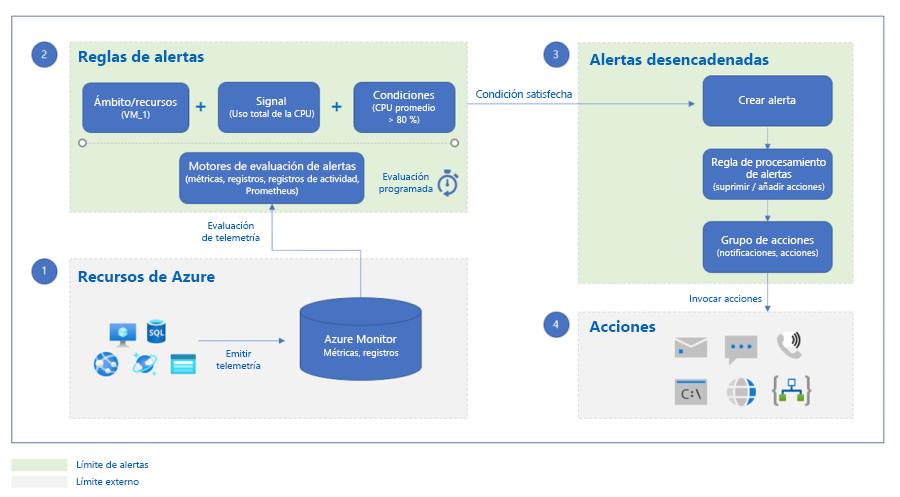 2
Reglas de alertas
Ámbito/recursos
(VM_1)
+
Signal
(Uso total de la CPU)
+
Condiciones
(CPU promedio
> 80 %)
Motores de evaluación de alertas
(métricas, registros, registros de actividad,
Prometheus)
Evaluación
programada
Condición satisfecha
3
Alertas desencadenadas
Crear alerta
Regla de procesamiento
de alertas
(suprimir / añadir acciones)
Grupo de acciones
(notificaciones, acciones)
Evaluación
de telemetría
1
Recursos de Azure
SQL
Emitir
telemetría
Azure Monitor
Métricas, registros
Invocar acciones
4
Acciones
C:\
Límite de alertas
Límite externo